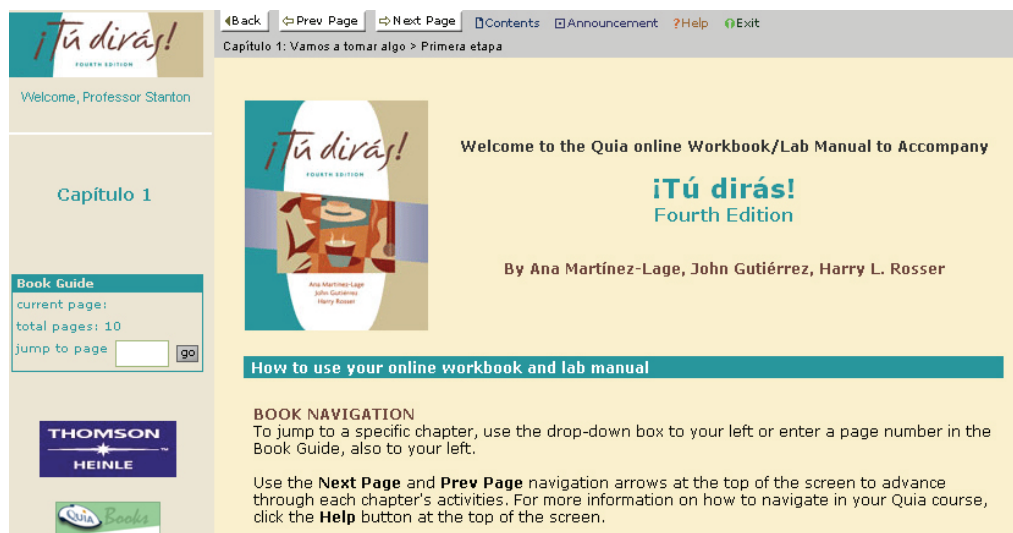 ¡Tú dirás!
FOURTH EDITION
Welcome, Professor Stanton
Capítulo 1
Book Guide
current page:
total pages: 10
jump to page
go
THOMSON
™
HEINLE
QUIA Books
Back Prev Page Next Page Contents Announcement ?Help Exit
Capítulo 1: Vamos a tomar algo > Primera etapa
¡Tú dirás!
FOURTH EDITION
Ana Martínez-Lage
John Gutiérrez
Harry Rosser
Welcome to the Quia online Workbook/Lab Manual to Accompany
¡Tú dirás!
Fourth Edition
By Ana Martínez-Lage, John Gutiérrez, Harry L. Rosser
How to use your online workbook and lab manual
BOOK NAVIGATION
To jump to a specific chapter, use the drop-down box to your left or enter a page number in the
Book Guide, also to your left.
Use the Next Page and Prev Page navigation arrows at the top of the screen to advance
through each chapter's activities. For more information on how to navigate in your Quia course,
click the Help button at the top of the screen.